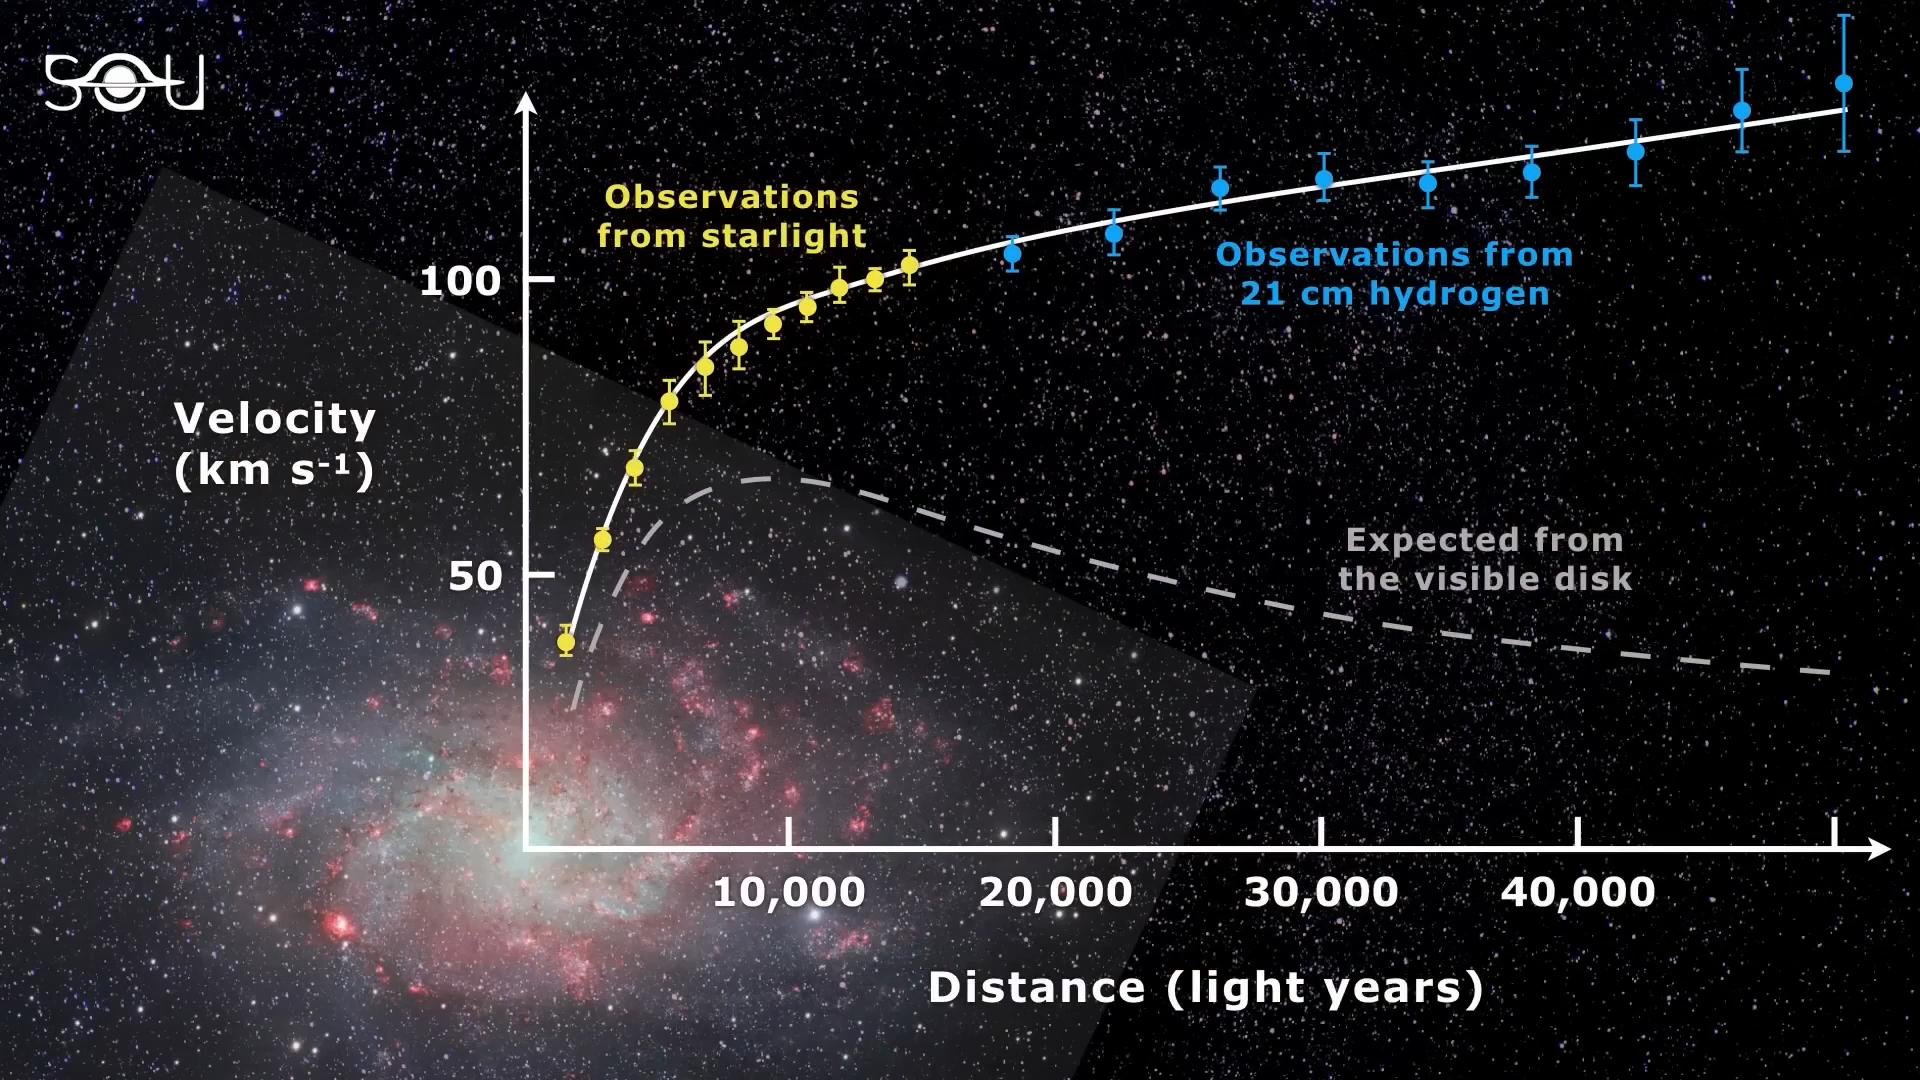 SOU
Observations
from starlight
100
Observations from
21 cm hydrogen
Velocity
(km s⁻¹)
Expected from
the visible disk
50
10,000
20,000
30,000
40,000
Distance (light years)